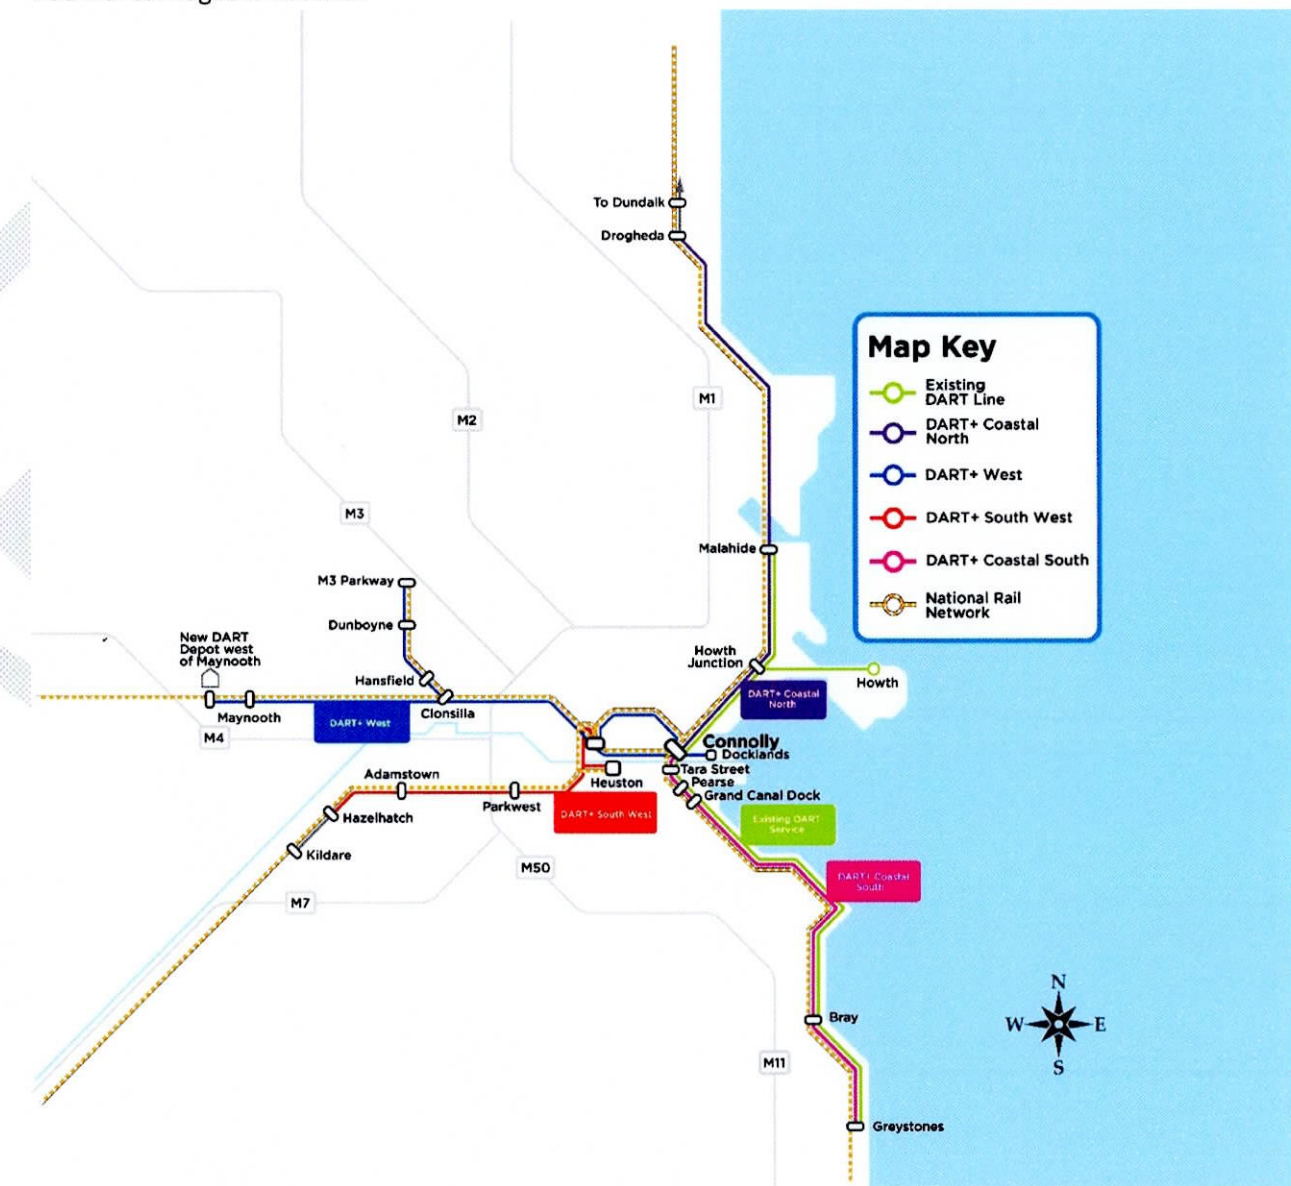 To Dundalk
Drogheda
Map Key
Existing
DART Line
DART+ Coastal
North
DART+ West
DART+ South West
DART+ Coastal South
National Rail
Network
M1
M2
M3
Malahide
M3 Parkway
Dunboyne
New DART
Depot west
of Maynooth
Howth
Junction
Hansfield
Howth
DART+ Coastal
North
Maynooth
Clonsilla
DART+ West
M4
Connolly
Docklands
Tara Street
Adamstown
Heuston
Pearse
Grand Canal Dock
Parkwest
Hazelhatch
DART+ South West
Existing DART
Service
Kildare
M50
DART+ Coastal
South
M7
N
W
E
S
Bray
M11
Greystones